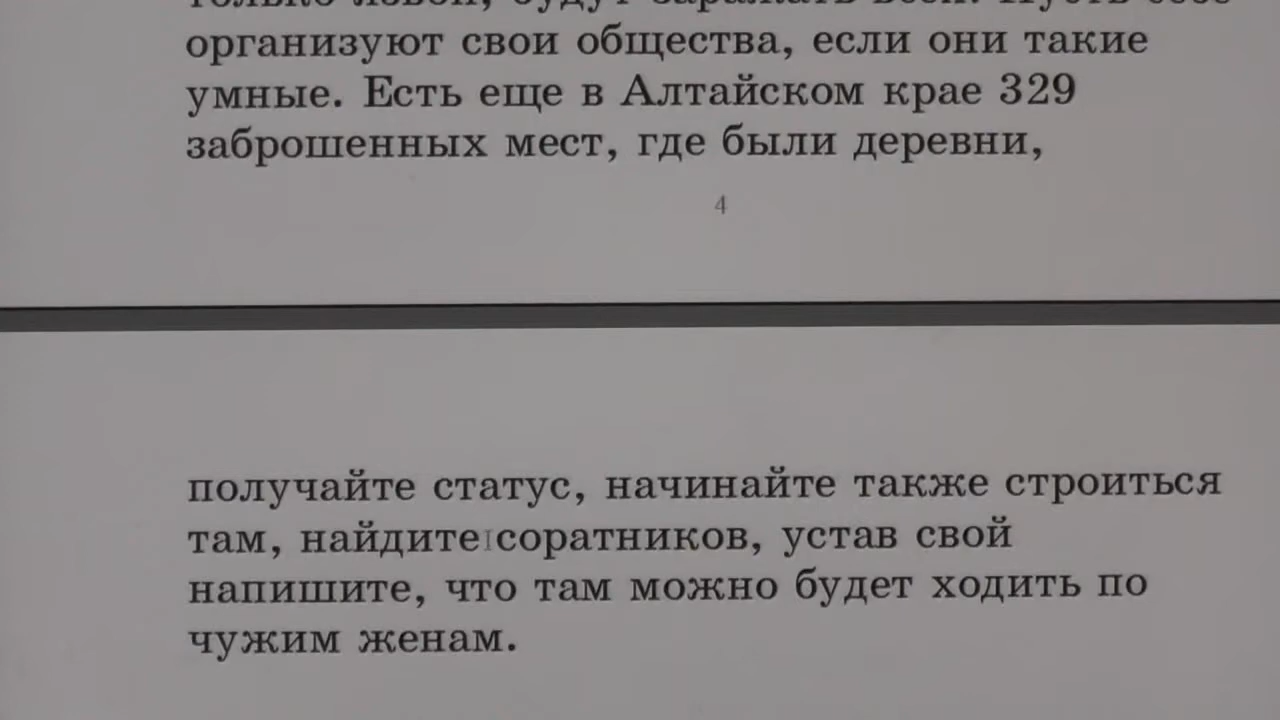 организуют свои общества, если они такие
умные. Есть еще в Алтайском крае 329
заброшенных мест, где были деревни,
4
получайте статус, начинайте также строиться
там, найдите соратников, устав свой
напишите, что там можно будет ходить по
чужим женам.